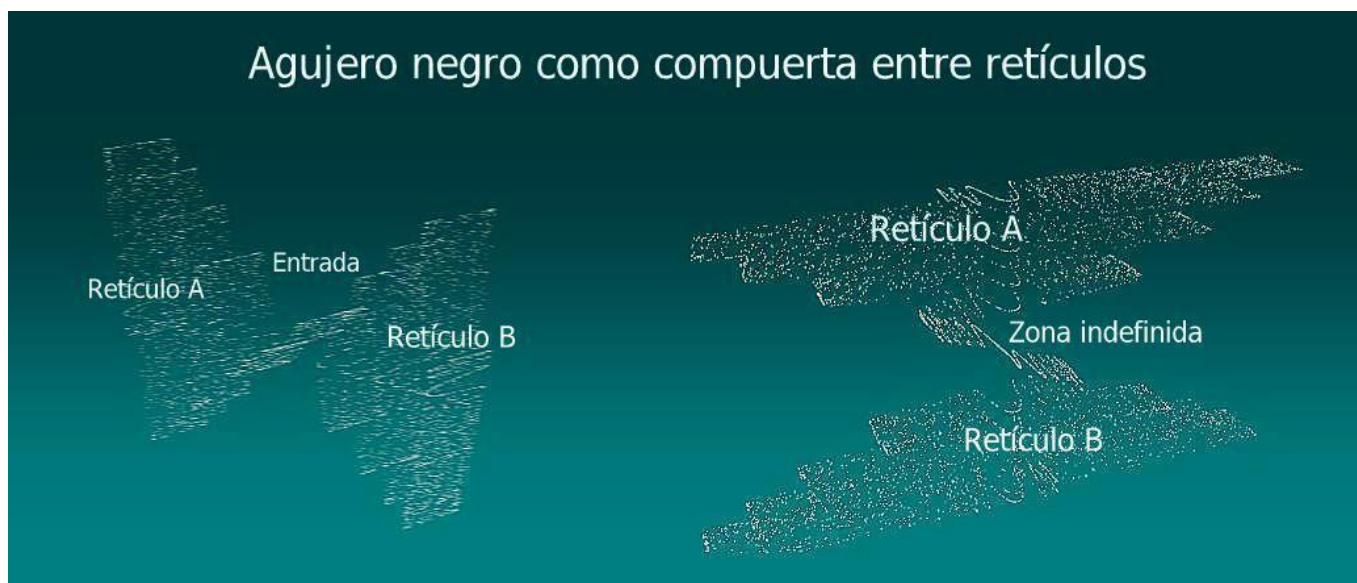 Agujero negro como compuerta entre retículos
Retículo A
Entrada
Retículo B
Retículo A
Zona indefinida
Retículo B